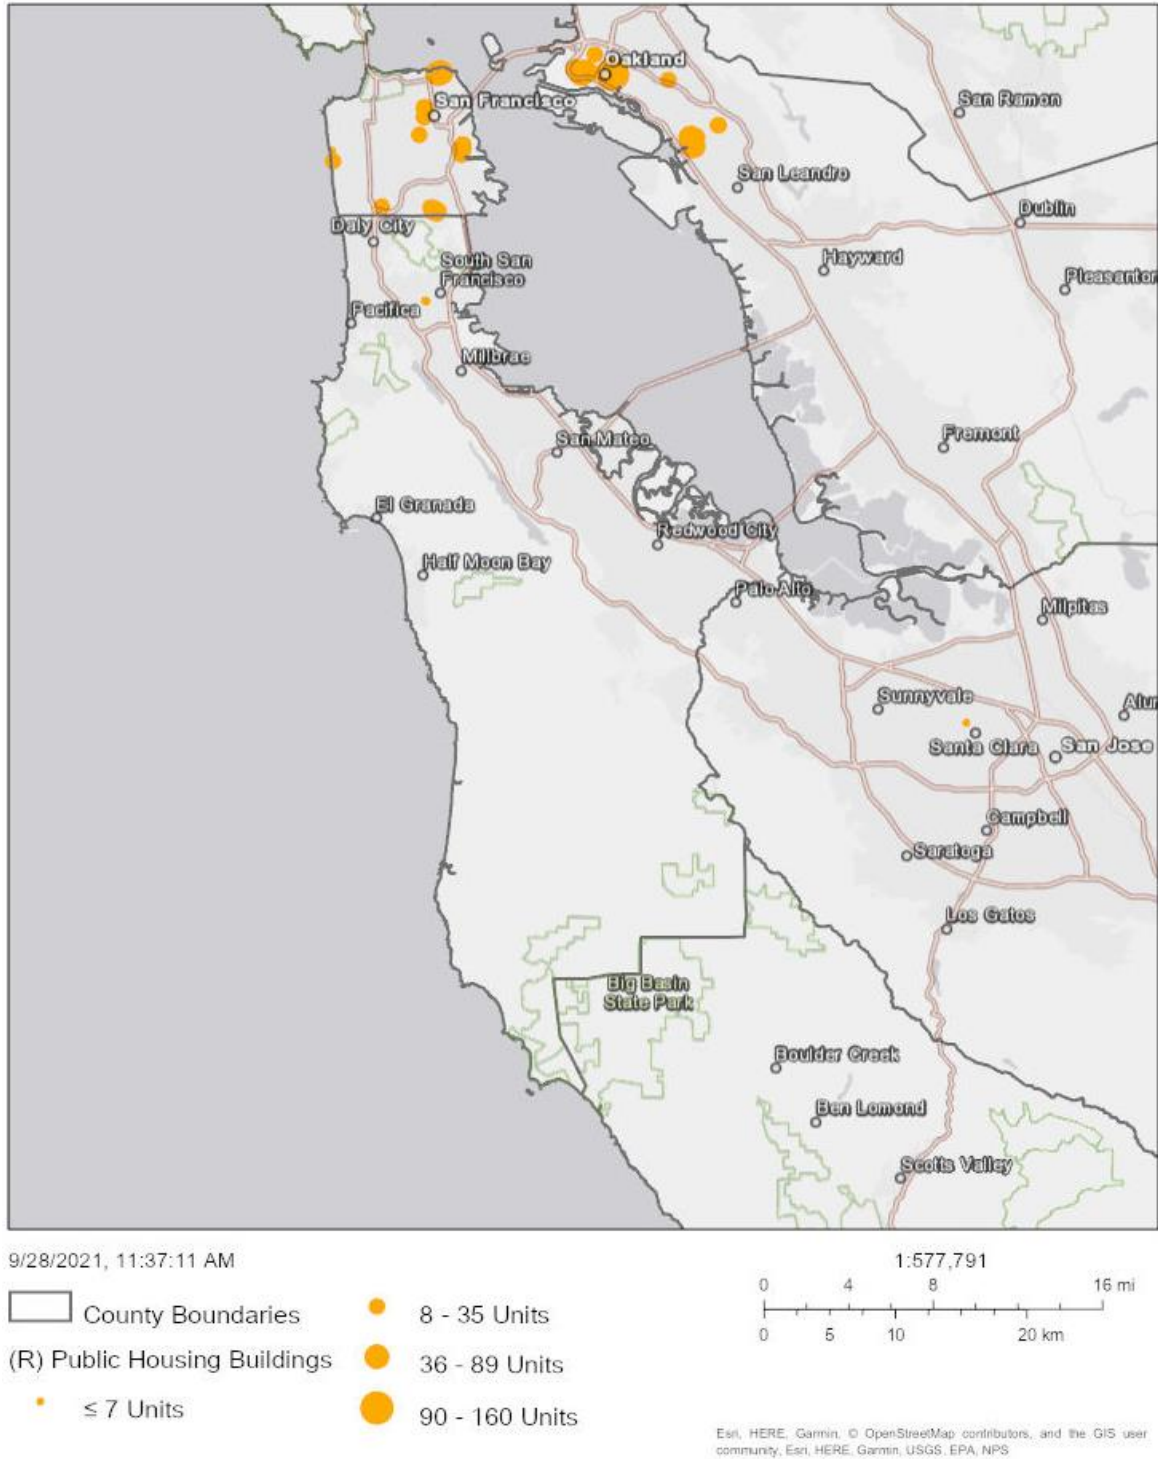 Oakland
San Francisco
San Ramon
San Leandro
Dublin
Daly City
South San
Francisco
Hayward
Pleasanton
Pacifica
Millbrae
San Mateo
Fremont
El Granada
Redwood City
Half Moon Bay
Palo Alto
Milpitas
Sunnyvale
Alum
Santa Clara
San Jose
Campbell
Saratoga
Los Gatos
Big Basin
State Park
Boulder Creek
Ben Lomond
Scotts Valley
9/28/2021, 11:37:11 AM
1:577,791
0 4 8 16 mi
0 5 10 20 km
County Boundaries
(R) Public Housing Buildings
≤ 7 Units
8 - 35 Units
36 - 89 Units
90 - 160 Units
Esri, HERE, Garmin, © OpenStreetMap contributors, and the GIS user
community, Esri, HERE, Garmin, USGS, EPA, NPS